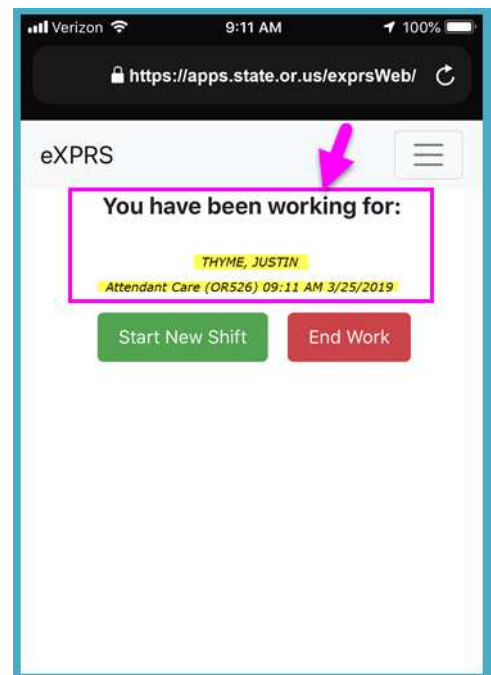 Verizon 9:11 AM 100%
https://apps.state.or.us/exprsWeb/
eXPRS
You have been working for:
THYME, JUSTIN
Attendant Care (OR526) 09:11 AM 3/25/2019
Start New Shift End Work